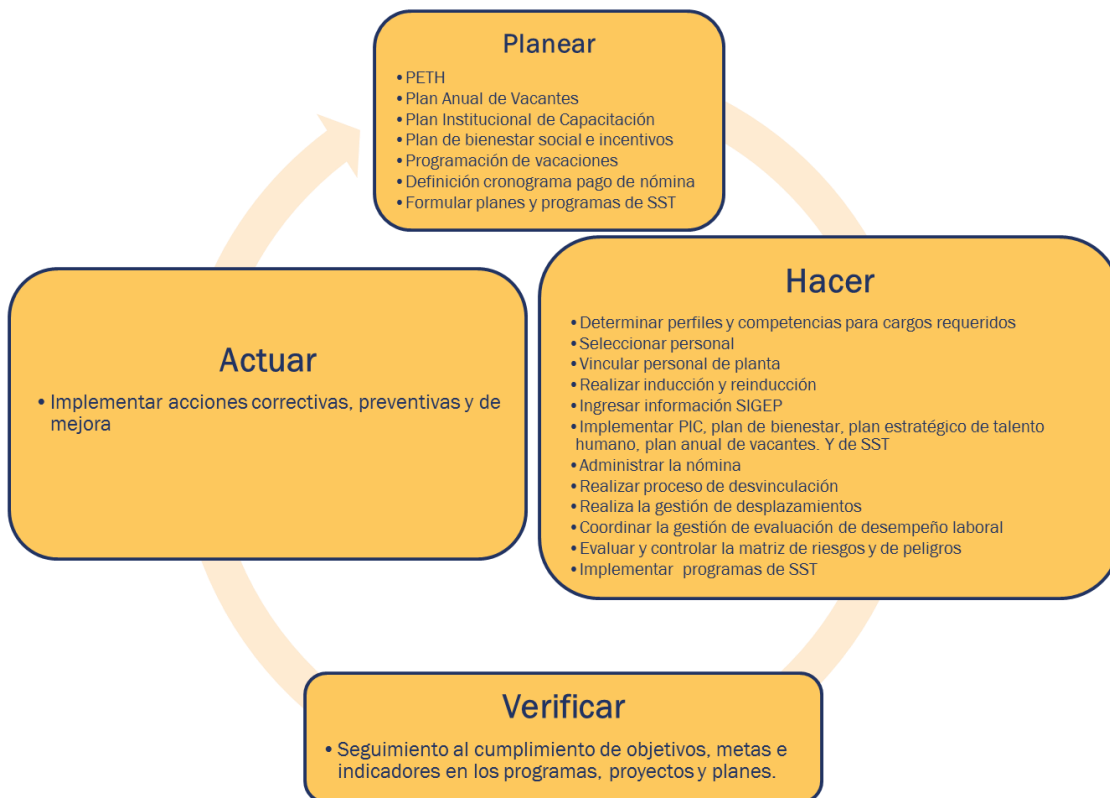 Planear
• PETH
• Plan Anual de Vacantes
• Plan Institucional de Capacitación
• Plan de bienestar social e incentivos
• Programación de vacaciones
• Definición cronograma pago de nómina
• Formular planes y programas de SST
Hacer
• Determinar perfiles y competencias para cargos requeridos
• Seleccionar personal
• Vincular personal de planta
• Realizar inducción y reinducción
• Ingresar información SIGEP
• Implementar PIC, plan de bienestar, plan estratégico de talento
humano, plan anual de vacantes. Y de SST
• Administrar la nómina
• Realizar proceso de desvinculación
• Realiza la gestión de desplazamientos
• Coordinar la gestión de evaluación de desempeño laboral
• Evaluar y controlar la matriz de riesgos y de peligros
• Implementar programas de SST
Verificar
• Seguimiento al cumplimiento de objetivos, metas e
indicadores en los programas, proyectos y planes.
Actuar
• Implementar acciones correctivas, preventivas y de
mejora